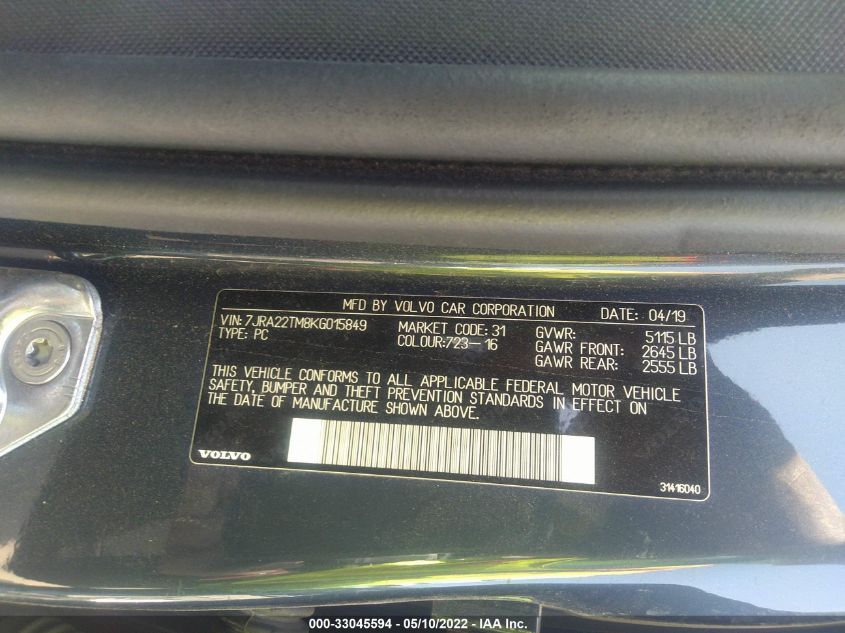 MFD BY VOLVO CAR CORPORATION DATE: 04/19
VIN: 7JRA22TM8KG015849 MARKET CODE: 31 GVWR: 5115 LB
TYPE: PC COLOUR:723-16 GAWR FRONT: 2645 LB
GAWR REAR: 2555 LB
THIS VEHICLE CONFORMS TO ALL APPLICABLE FEDERAL MOTOR VEHICLE
SAFETY, BUMPER AND THEFT PREVENTION STANDARDS IN EFFECT ON
THE DATE OF MANUFACTURE SHOWN ABOVE.
VOLVO
31416040
000-33045594 - 05/10/2022 - IAA Inc.